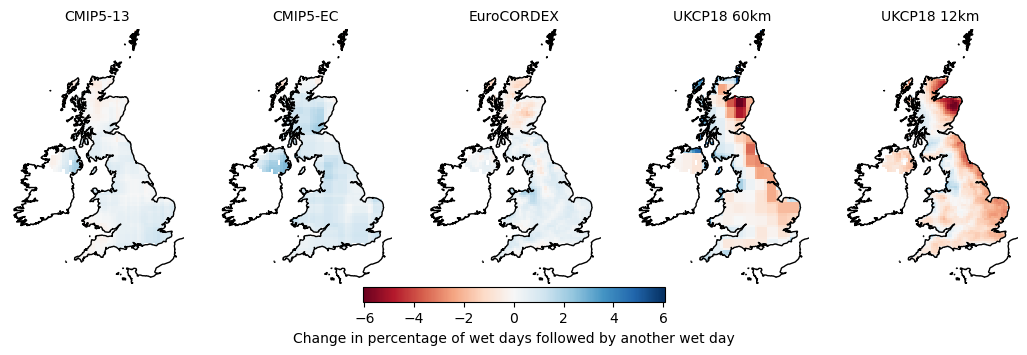 CMIP5-13 CMIP5-EC EuroCORDEX UKCP18 60km UKCP18 12km
−6 −4 −2 0 2 4 6
Change in percentage of wet days followed by another wet day